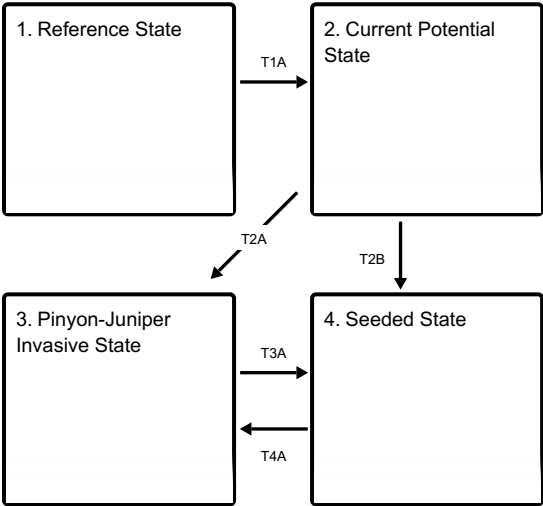 1. Reference State
T1A
2. Current Potential
State
T2A
T2B
3. Pinyon-Juniper
Invasive State
T3A
T4A
4. Seeded State